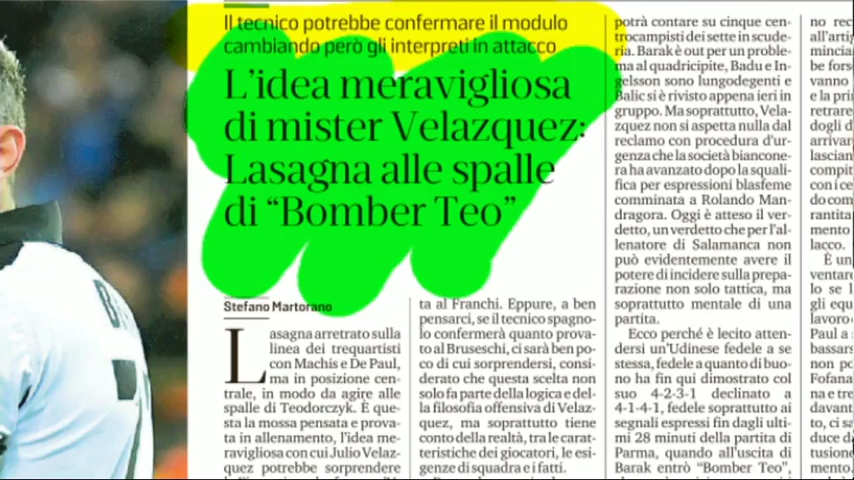 Il tecnico potrebbe confermare il modulo
cambiando però gli interpreti in attacco
L'idea meravigliosa
di mister Velazquez:
Lasagna alle spalle
di “Bomber Teo”
Stefano Martorano
Lasagna arretrato sulla
linea dei trequartisti
con Machis e De Paul,
ma in posizione cen-
trale, in modo da agire alle
spalle di Teodorczyk. È que-
sta la mossa pensata e prova-
ta in allenamento, l'idea me-
ravigliosa con cui Julio Velaz-
quez potrebbe sorprendere
ta al Franchi. Eppure, a ben
pensarci, se il tecnico spagno-
lo confermerà quanto prova-
to al Bruseschi, ci sarà ben po-
co di cui sorprendersi, consi-
derato che questa scelta non
solo fa parte della logica e del-
la filosofia offensiva di Velaz-
quez, ma soprattutto tiene
conto della realtà, tra le carat-
teristiche dei giocatori, le esi-
genze di squadra e i fatti.
potrà contare su cinque cen-
trocampisti dei sette in scude-
ria. Barak è out per un proble-
ma al quadricipite, Badu e In-
gelsson sono lungodegenti e
Balic si è rivisto appena ieri in
gruppo. Ma soprattutto, Vela-
zquez non si aspetta nulla dal
reclamo con procedura d'ur-
genza che la società biancone-
ra ha avanzato dopo la squali-
fica per espressioni blasfeme
comminata a Rolando Man-
dragora. Oggi è atteso il ver-
detto, un verdetto che per l'al-
lenatore di Salamanca non
può evidentemente avere il
potere di incidere sulla prepa-
razione non solo tattica, ma
soprattutto mentale di una
partita.
Ecco perché è lecito atten-
dersi un'Udinese fedele a se
stessa, fedele a quanto di buo-
no ha fin qui dimostrato col
suo 4-2-3-1 declinato a
4-1-4-1, fedele soprattutto ai
segnali espressi fin dagli ulti-
mi 28 minuti della partita di
Parma, quando all'uscita di
Barak entrò “Bomber Teo”,